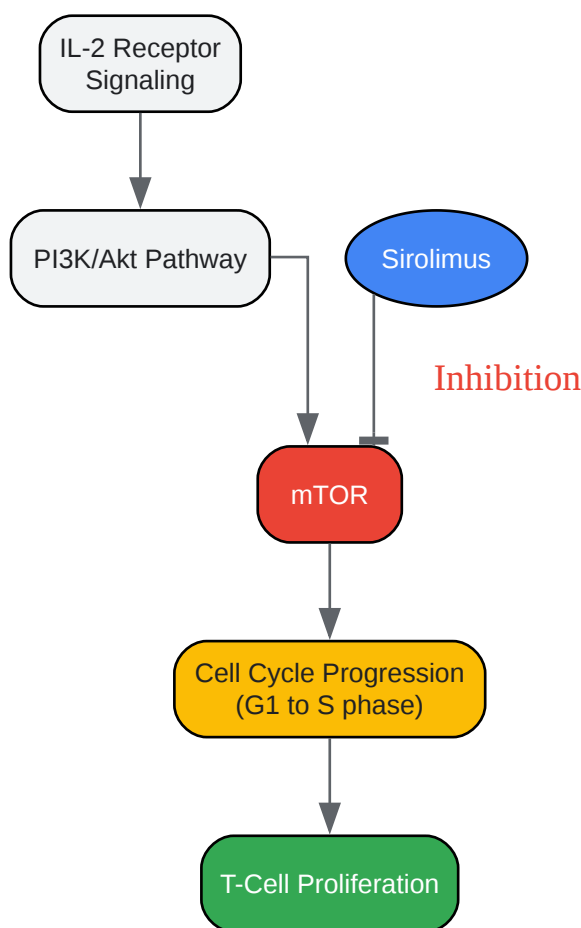 IL-2 Receptor
Signaling
PI3K/Akt Pathway
Sirolimus
Inhibition
mTOR
Cell Cycle Progression
(G1 to S phase)
T-Cell Proliferation